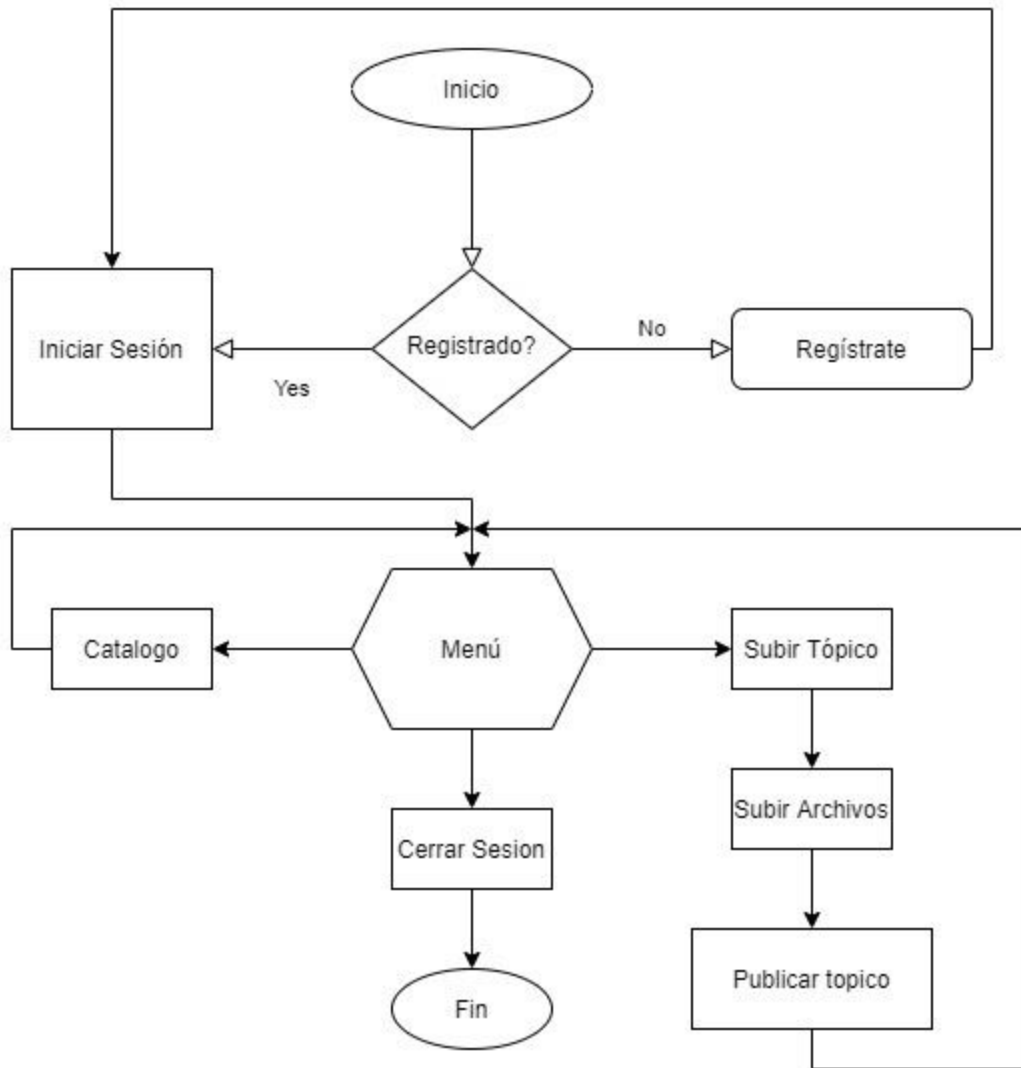 Inicio
Iniciar Sesión
Registrado?
No
Regístrate
Yes
Catalogo
Menú
Subir Tópico
Subir Archivos
Cerrar Sesion
Publicar topico
Fin